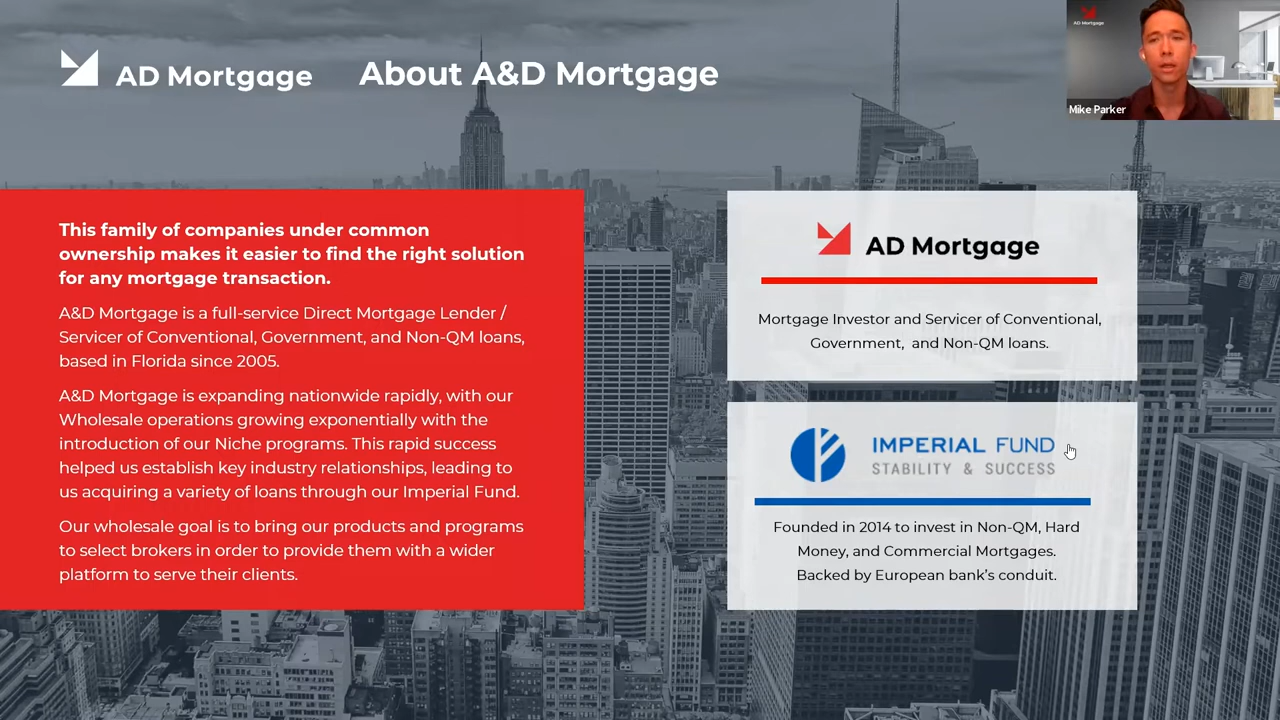 AD Mortgage
About A&D Mortgage
AD Mortgage
Mike Parker
This family of companies under common
ownership makes it easier to find the right solution
for any mortgage transaction.
A&D Mortgage is a full-service Direct Mortgage Lender /
Servicer of Conventional, Government, and Non-QM loans,
based in Florida since 2005.
A&D Mortgage is expanding nationwide rapidly, with our
Wholesale operations growing exponentially with the
introduction of our Niche programs. This rapid success
helped us establish key industry relationships, leading to
us acquiring a variety of loans through our Imperial Fund.
Our wholesale goal is to bring our products and programs
to select brokers in order to provide them with a wider
platform to serve their clients.
AD Mortgage
Mortgage Investor and Servicer of Conventional,
Government, and Non-QM loans.
IMPERIAL FUND
STABILITY & SUCCESS
Founded in 2014 to invest in Non-QM, Hard
Money, and Commercial Mortgages.
Backed by European bank's conduit.